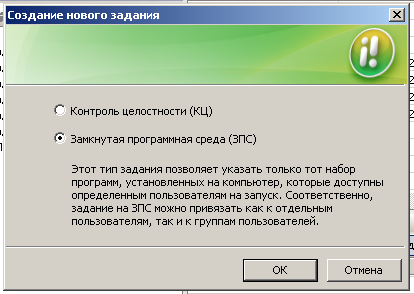 Создание нового задания
Контроль целостности (КЦ)
Замкнутая программная среда (ЗПС)
Этот тип задания позволяет указать только тот набор
программ, установленных на компьютер, которые доступны
определенным пользователям на запуск. Соответственно,
задание на ЗПС можно привязать как к отдельным
пользователям, так и к группам пользователей.
ОК
Отмена